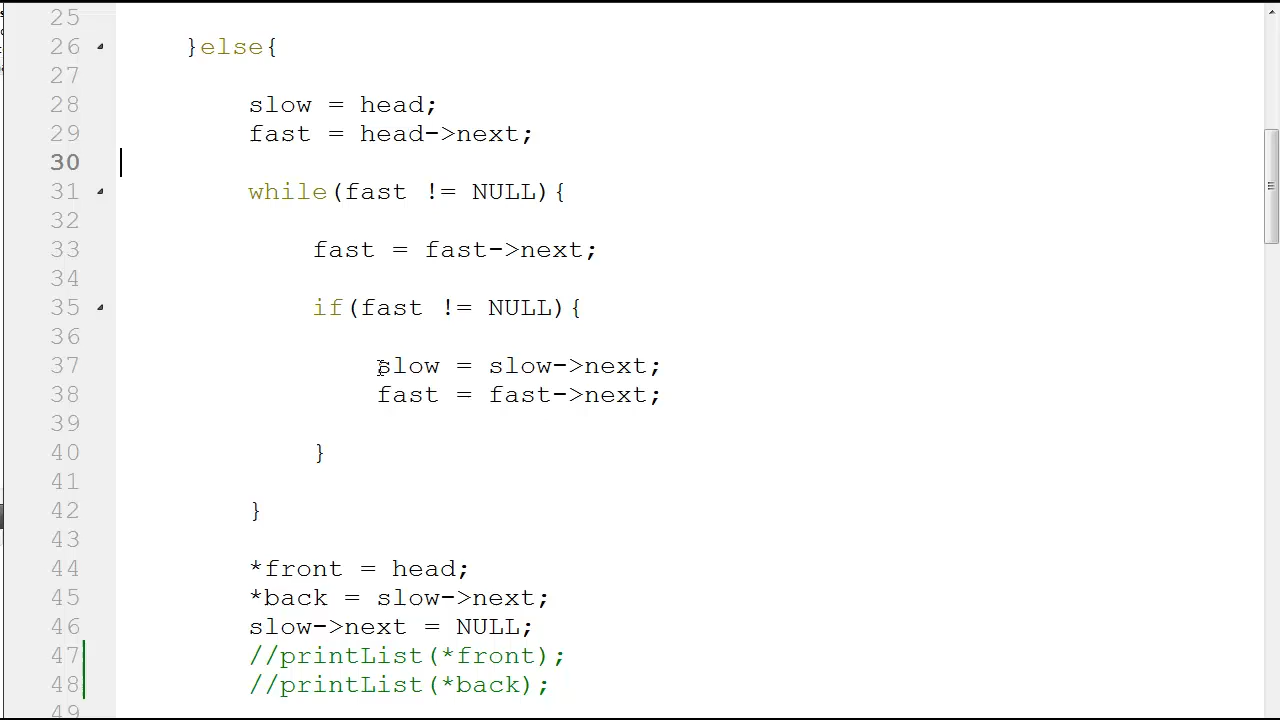 25
26 }else{
27
28 slow = head;
29 fast = head->next;
30
31 while(fast != NULL){
32
33 fast = fast->next;
34
35 if(fast != NULL){
36
37 slow = slow->next;
38 fast = fast->next;
39
40 }
41
42 }
43
44 *front = head;
45 *back = slow->next;
46 slow->next = NULL;
47 //printList(*front);
48 //printList(*back);
49